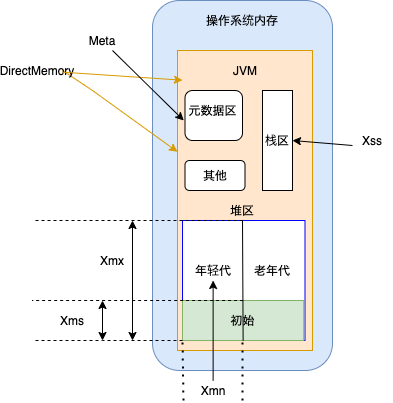 操作系统内存
Meta
JVM
DirectMemory
元数据区
栈区
Xss
其他
堆区
Xmx
年轻代
老年代
Xms
初始
Xmn